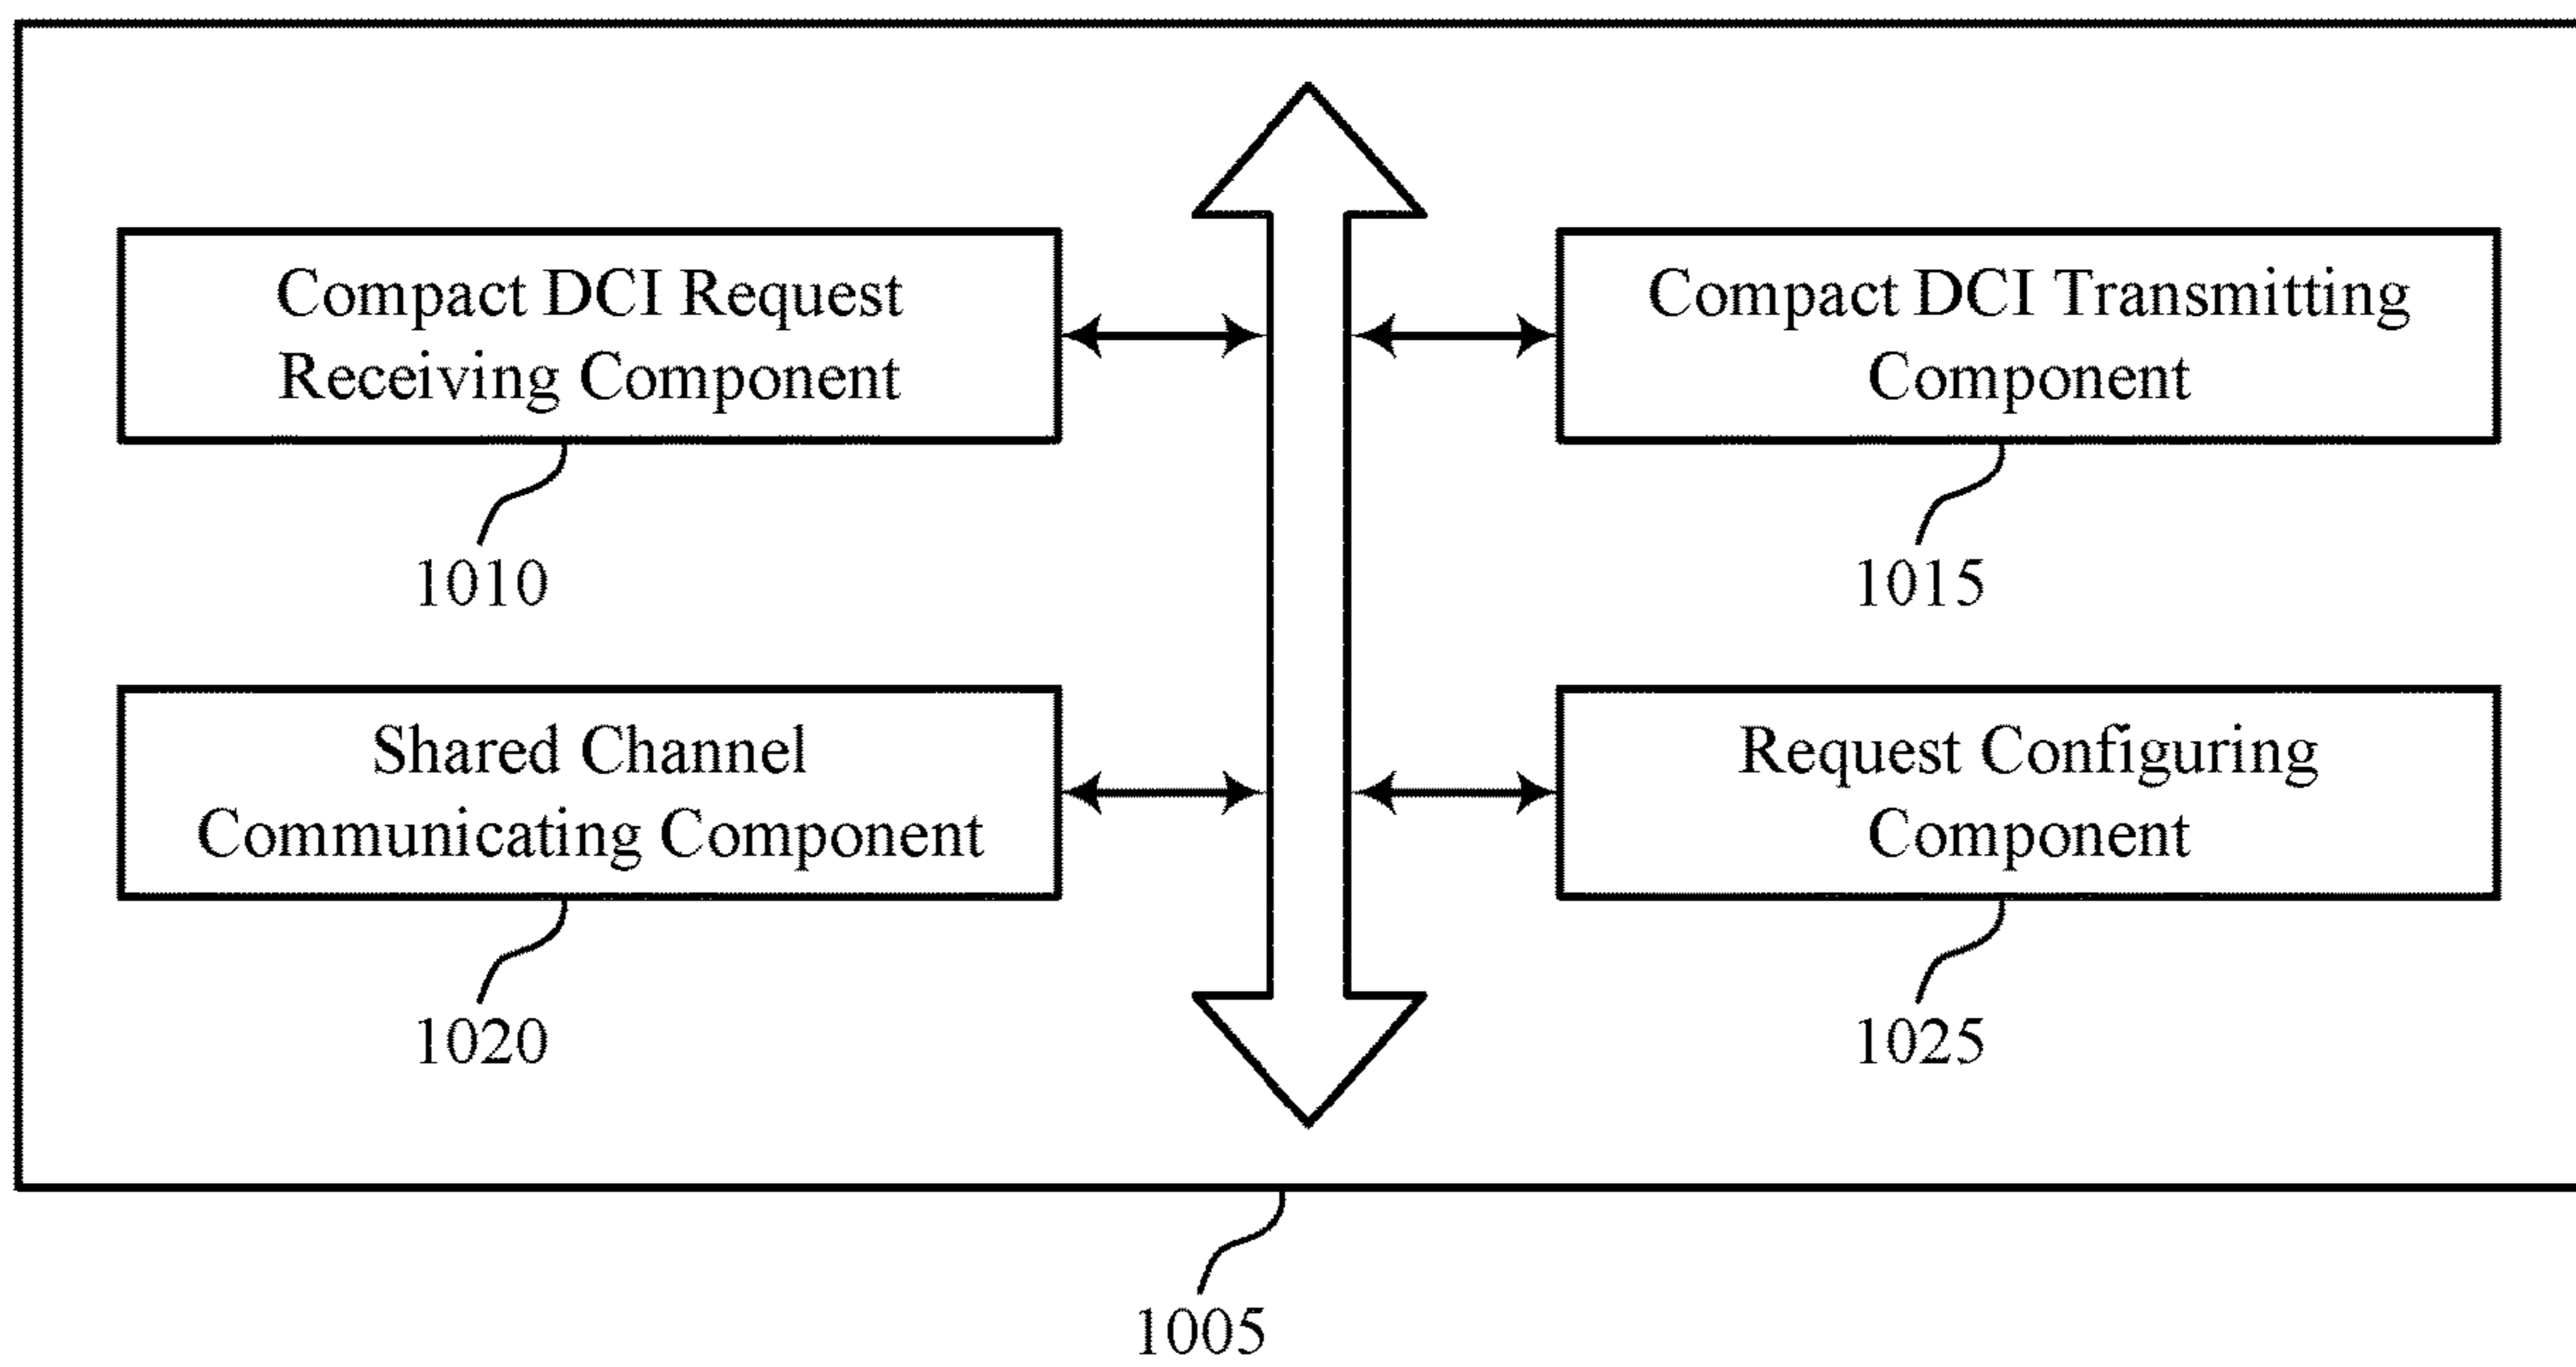 Compact DCI Request
Receiving Component
1010
Compact DCI Transmitting
Component
1015
Shared Channel
Communicating Component
1020
Request Configuring
Component
1025
1005